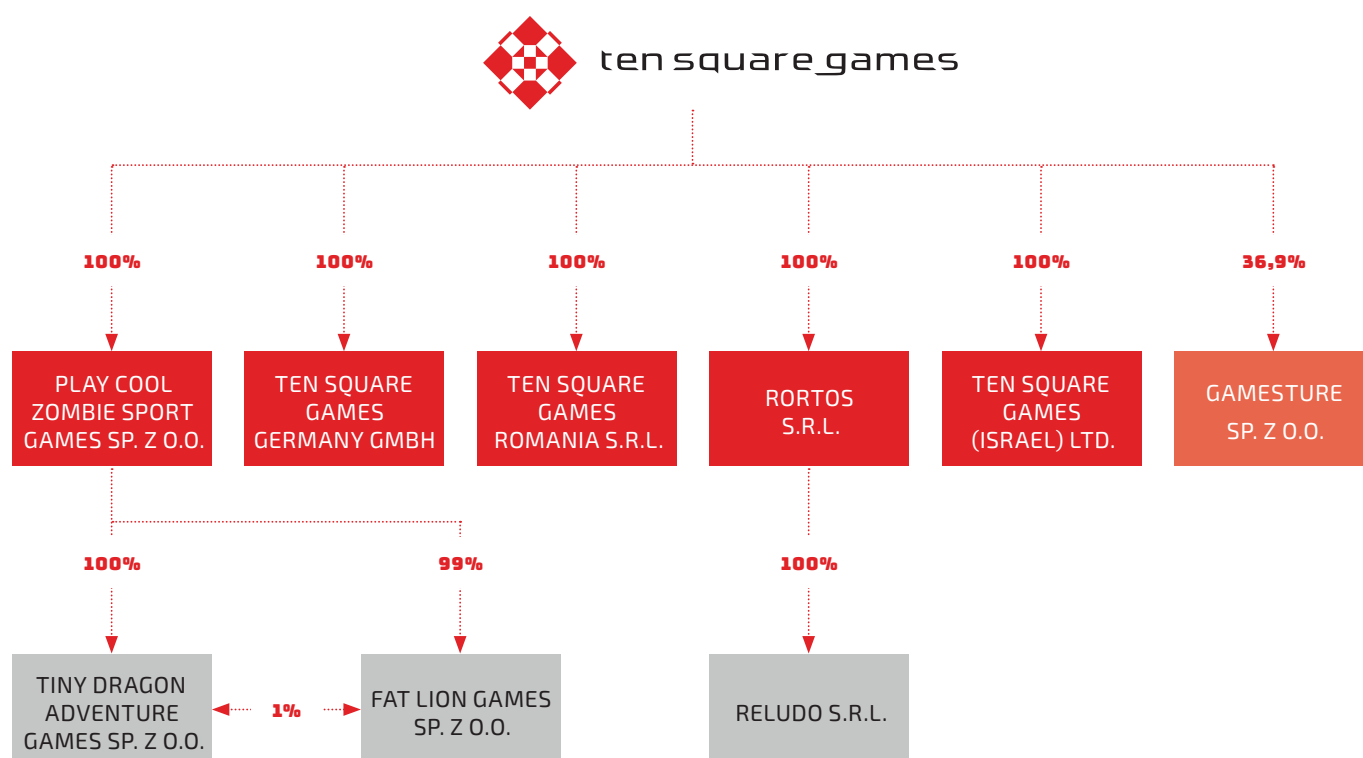 ten square games
100%
100%
100%
100%
100%
36,9%
PLAY COOL
ZOMBIE SPORT
GAMES SP. Z O.O.
TEN SQUARE
GAMES
GERMANY GMBH
TEN SQUARE
GAMES
ROMANIA S.R.L.
RORTOS
S.R.L.
TEN SQUARE
GAMES
(ISRAEL) LTD.
GAMESTURE
SP. Z O.O.
100%
99%
100%
TINY DRAGON
ADVENTURE
GAMES SP. Z O.O.
1%
FAT LION GAMES
SP. Z O.O.
RELUDO S.R.L.